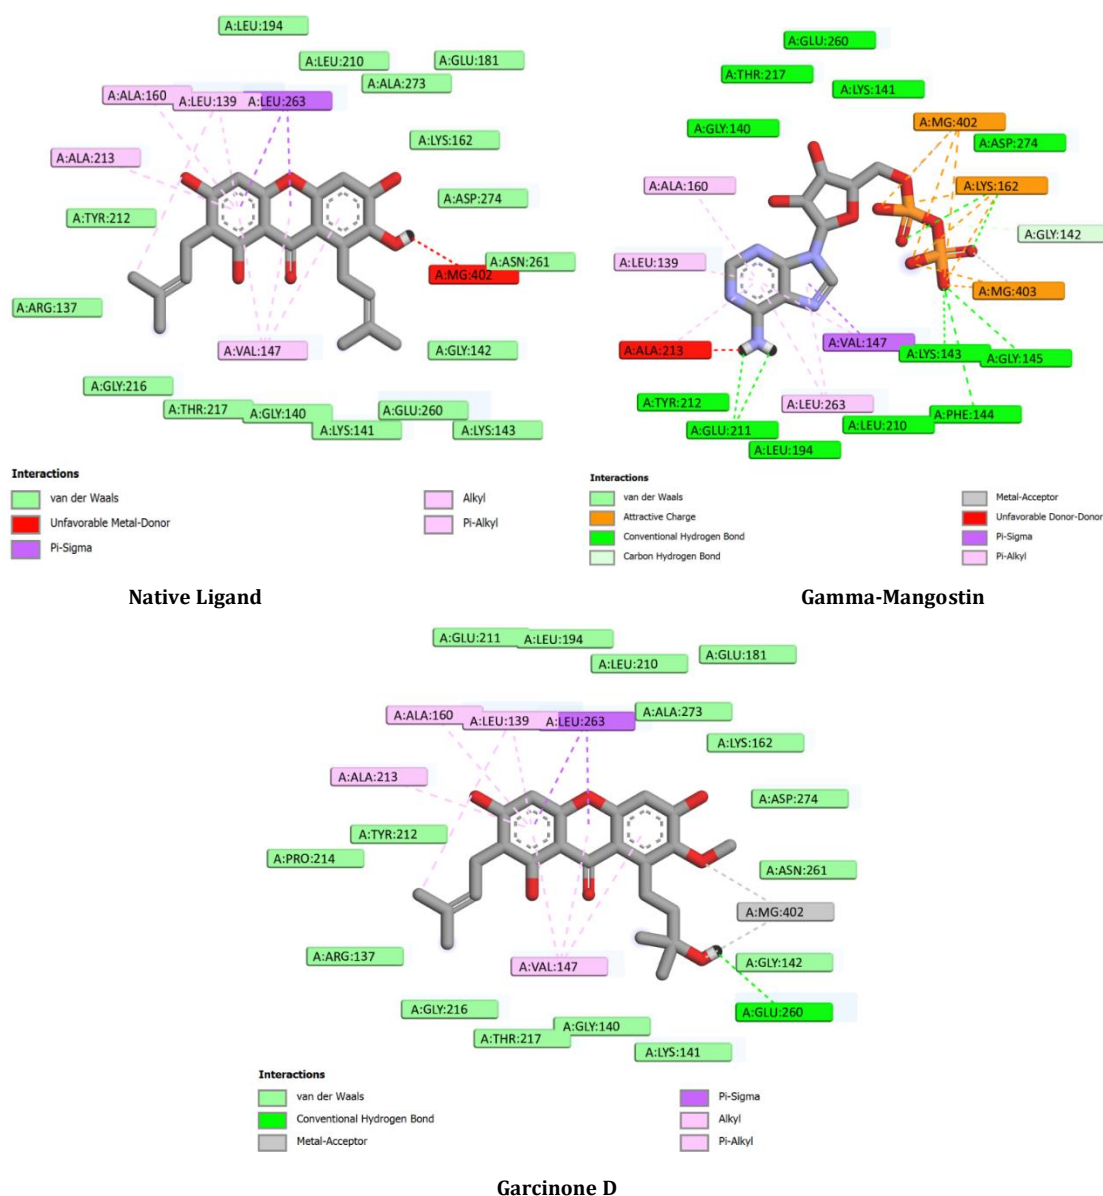 A:LEU:194
A:LEU:210
A:GLU:181
A:ALA:273
A:ALA:160
A:LEU:139
A:LEU:263
A:LYS:162
A:ALA:213
A:ASP:274
A:TYR:212
A:ASN:261
A:MG:402
A:ARG:137
A:VAL:147
A:GLY:142
A:GLY:216
A:THR:217
A:GLY:140
A:GLU:260
A:LYS:141
A:LYS:143
Interactions
van der Waals
Unfavorable Metal-Donor
Pi-Sigma
Alkyl
Pi-Alkyl
Native Ligand
A:GLU:260
A:THR:217
A:LYS:141
A:MG:402
A:GLY:140
A:ASP:274
A:ALA:160
A:LYS:162
A:GLY:142
A:LEU:139
A:MG:403
A:ALA:213
A:VAL:147
A:LYS:143
A:GLY:145
A:TYR:212
A:LEU:263
A:PHE:144
A:GLU:211
A:LEU:210
A:LEU:194
Interactions
van der Waals
Attractive Charge
Conventional Hydrogen Bond
Carbon Hydrogen Bond
Metal-Acceptor
Unfavorable Donor-Donor
Pi-Sigma
Pi-Alkyl
Gamma-Mangostin
A:GLU:211
A:LEU:194
A:LEU:210
A:GLU:181
A:ALA:160
A:LEU:139
A:LEU:263
A:ALA:273
A:LYS:162
A:ALA:213
A:ASP:274
A:TYR:212
A:PRO:214
A:ASN:261
A:MG:402
A:ARG:137
A:VAL:147
A:GLY:142
A:GLY:216
A:GLU:260
A:THR:217
A:GLY:140
A:LYS:141
Interactions
van der Waals
Conventional Hydrogen Bond
Metal-Acceptor
Pi-Sigma
Alkyl
Pi-Alkyl
Garcinone D